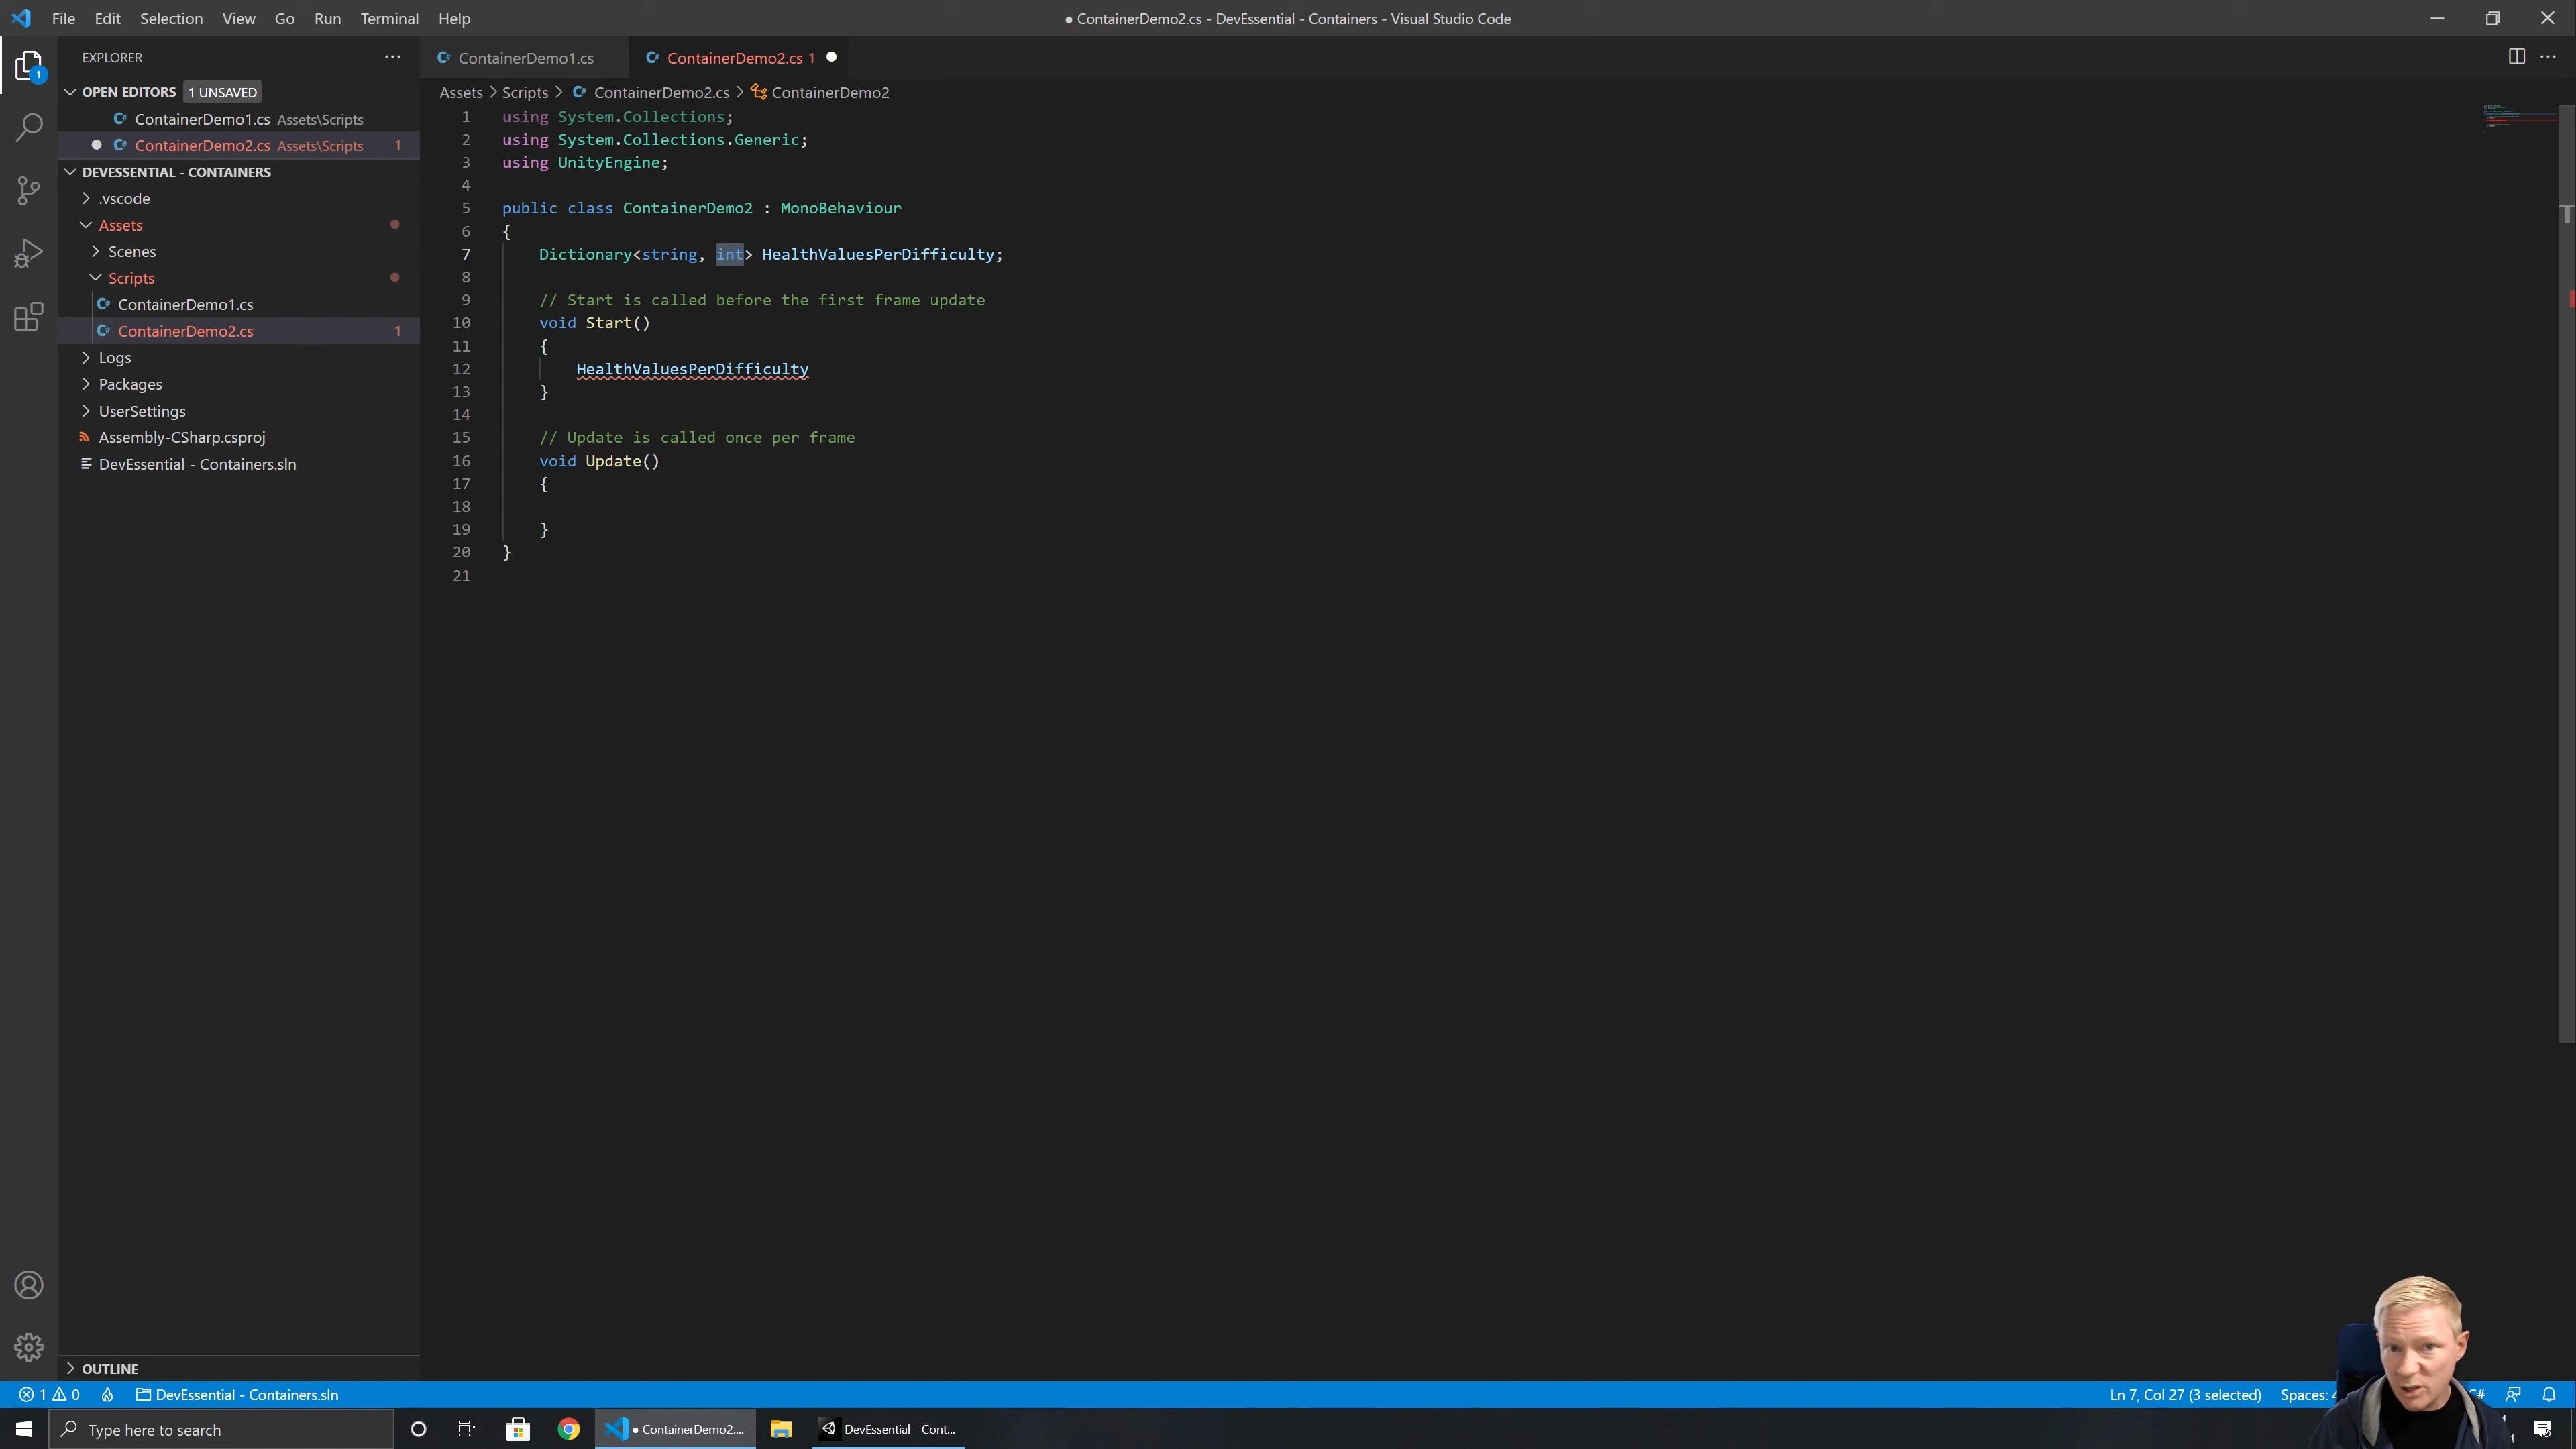 File Edit Selection View Go Run Terminal Help
● ContainerDemo2.cs - DevEssential - Containers - Visual Studio Code
EXPLORER
1
OPEN EDITORS 1 UNSAVED
ContainerDemo1.cs Assets\Scripts
ContainerDemo2.cs Assets\Scripts 1
DEVESSENTIAL - CONTAINERS
.vscode
Assets
Scenes
Scripts
ContainerDemo1.cs
ContainerDemo2.cs 1
Logs
Packages
UserSettings
Assembly-CSharp.csproj
DevEssential - Containers.sln
OUTLINE
ContainerDemo1.cs ContainerDemo2.cs 1
Assets > Scripts > ContainerDemo2.cs > ContainerDemo2
1 using System.Collections;
2 using System.Collections.Generic;
3 using UnityEngine;
4
5 public class ContainerDemo2 : MonoBehaviour
6 {
7 Dictionary<string, int> HealthValuesPerDifficulty;
8
9 // Start is called before the first frame update
10 void Start()
11 {
12 HealthValuesPerDifficulty
13 }
14
15 // Update is called once per frame
16 void Update()
17 {
18
19 }
20 }
21
1 0 DevEssential - Containers.sln
Ln 7, Col 27 (3 selected) Spaces:
Type here to search
● ContainerDemo2....
DevEssential - Cont...